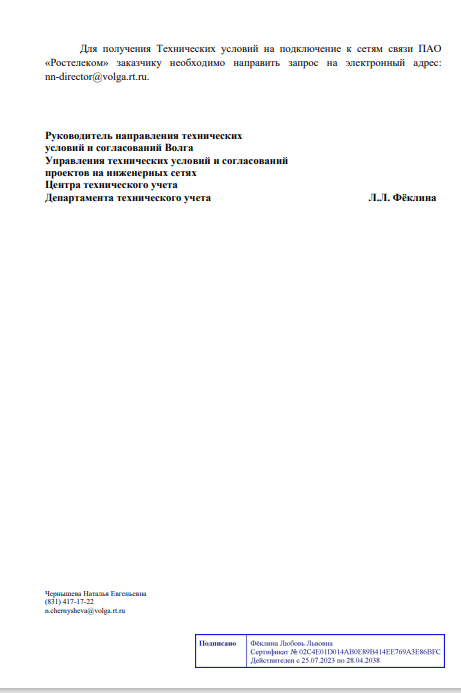 Для получения Технических условий на подключение к сетям связи ПАО
«Ростелеком» заказчику необходимо направить запрос на электронный адрес:
nn-director@volga.rt.ru.
Руководитель направления технических
условий и согласований Волга
Управления технических условий и согласований
проектов на инженерных сетях
Центра технического учета
Департамента технического учета Л.Л. Фёклина
Чернышева Наталья Евгеньевна
(831) 417-17-22
n.chernysheva@volga.rt.ru
Подписано Фёклина Любовь Львовна
Сертификат № 02C4E01D014AB0E89B414EE769A3E86BFC
Действителен с 25.07.2023 по 28.04.2038